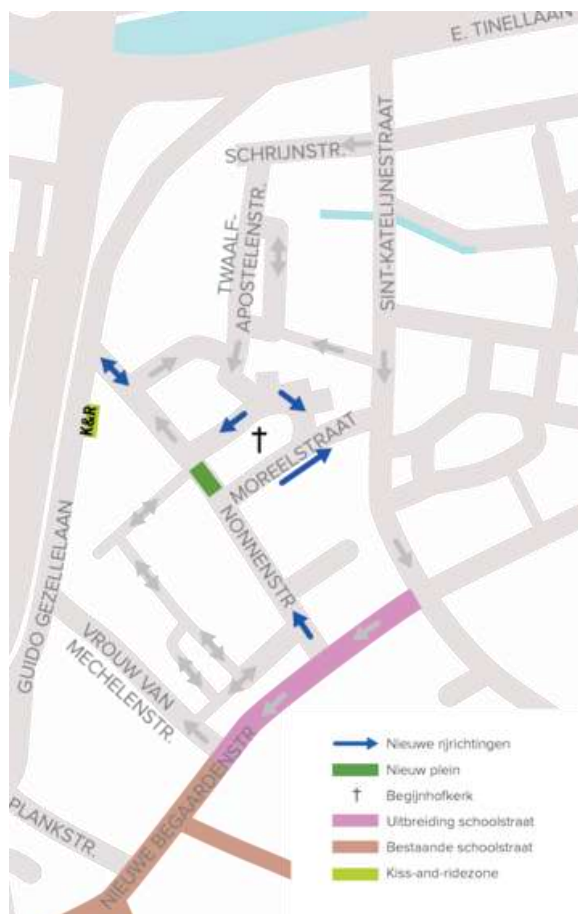 E. TINELLAAN
SCHRIJNSTR.
SINT-KATELIJNESTRAAT
TWAALF-
APOSTELENSTR.
K&R
MOREELSTRAAT
NONNENSTR
GUIDO GEZELLELAAN
VROUW VAN
MECHELENSTR.
NIEUWE BEGAARDENSTR
PLANKSTR.
Nieuwe rijrichtingen
Nieuw plein
Begijnhofkerk
Uitbreiding schoolstraat
Bestaande schoolstraat
Kiss-and-ridezone